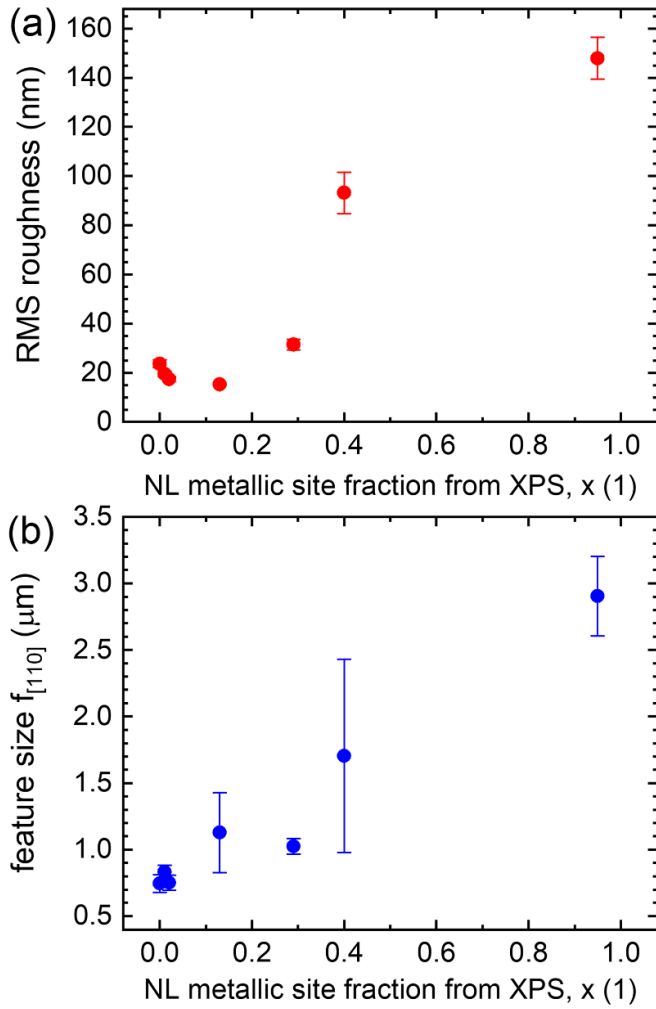 (a)
RMS roughness (nm)
160
140
120
100
80
60
40
20
0
0.0 0.2 0.4 0.6 0.8 1.0
NL metallic site fraction from XPS, x (1)
(b)
feature size f[110] (μm)
3.5
3.0
2.5
2.0
1.5
1.0
0.5
0.0 0.2 0.4 0.6 0.8 1.0
NL metallic site fraction from XPS, x (1)